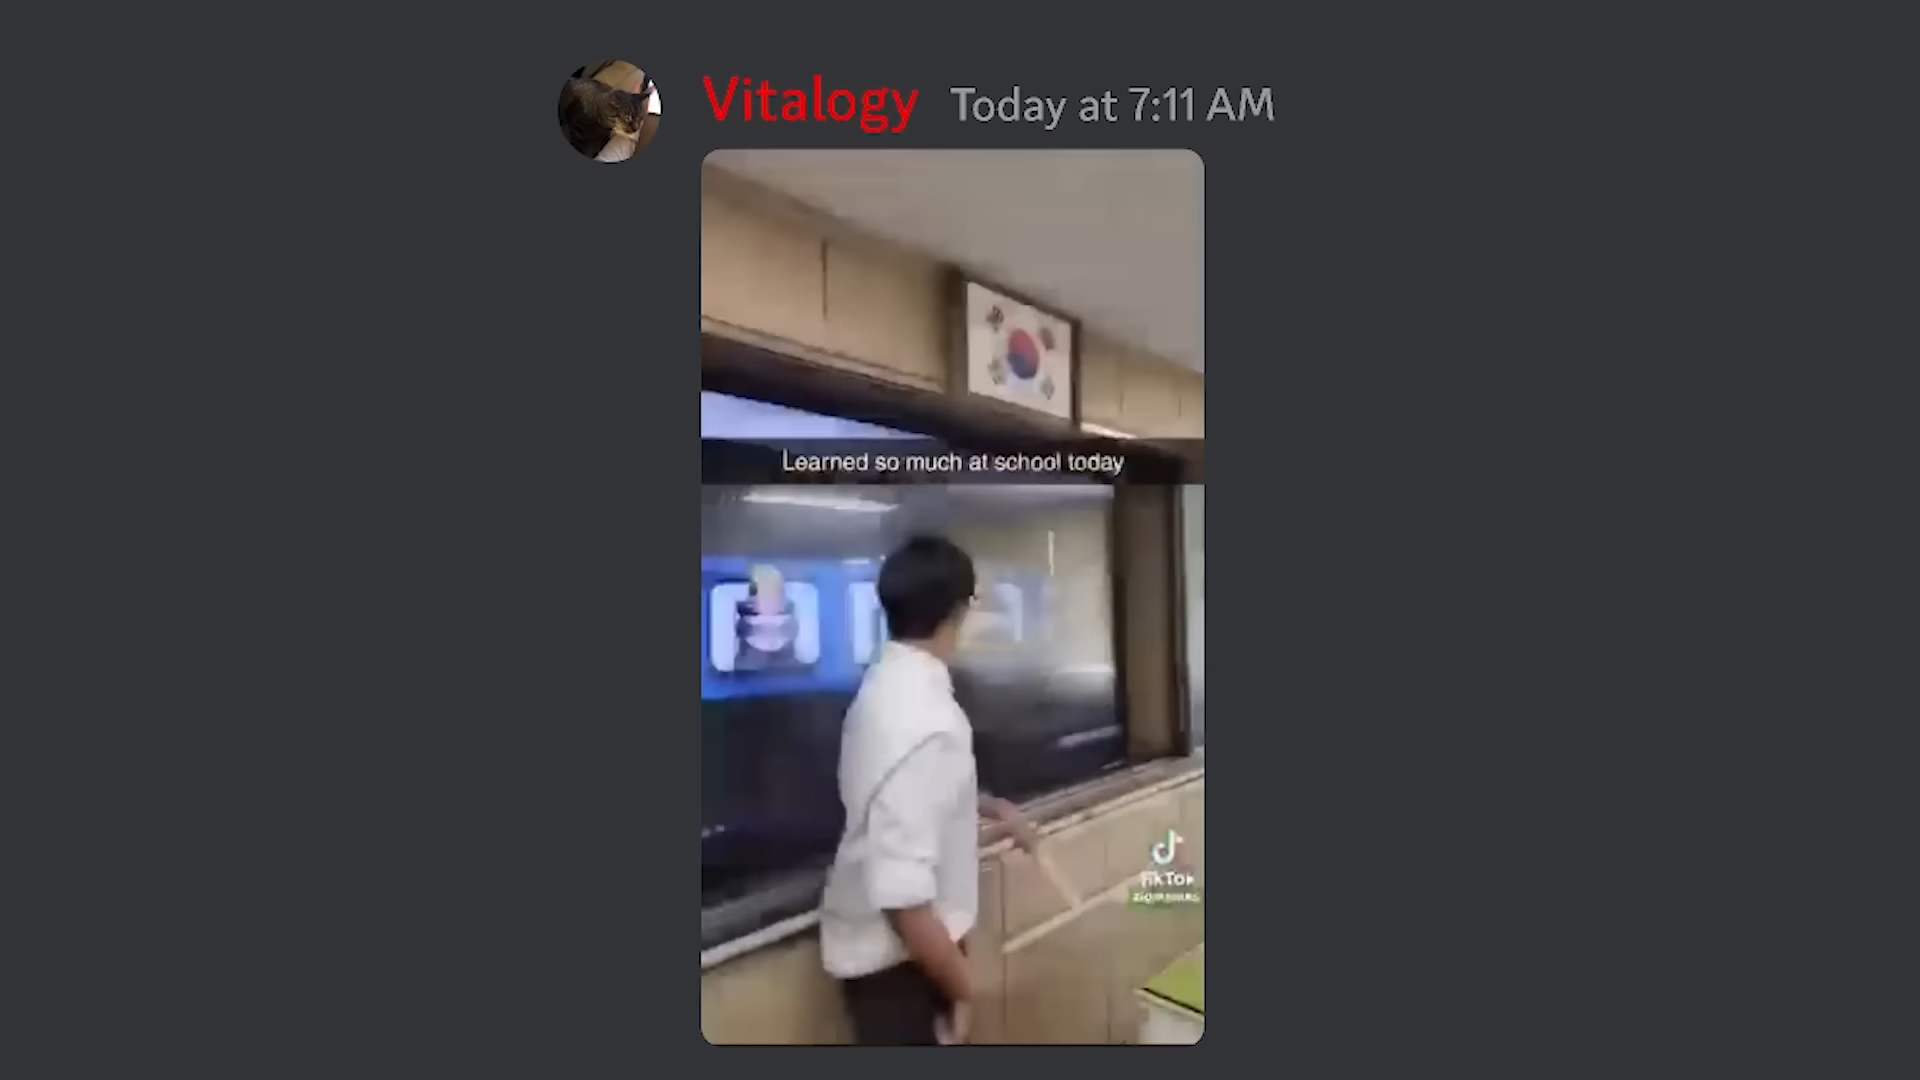 Vitalogy Today at 7:11 AM
Learned so much at school today
TikTok